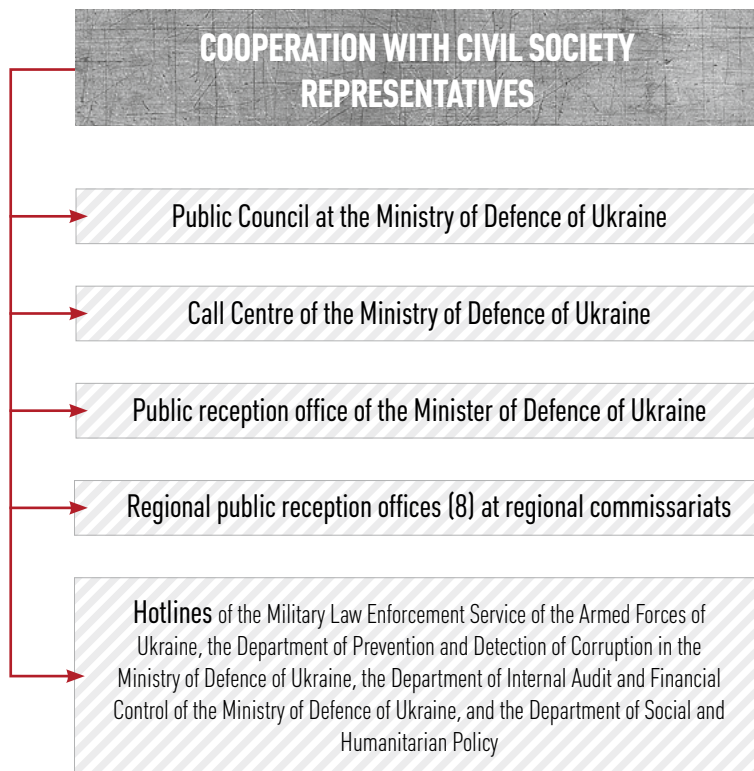 COOPERATION WITH CIVIL SOCIETY
REPRESENTATIVES
Public Council at the Ministry of Defence of Ukraine
Call Centre of the Ministry of Defence of Ukraine
Public reception office of the Minister of Defence of Ukraine
Regional public reception offices (8) at regional commissariats
Hotlines of the Military Law Enforcement Service of the Armed Forces of
Ukraine, the Department of Prevention and Detection of Corruption in the
Ministry of Defence of Ukraine, the Department of Internal Audit and Financial
Control of the Ministry of Defence of Ukraine, and the Department of Social and
Humanitarian Policy